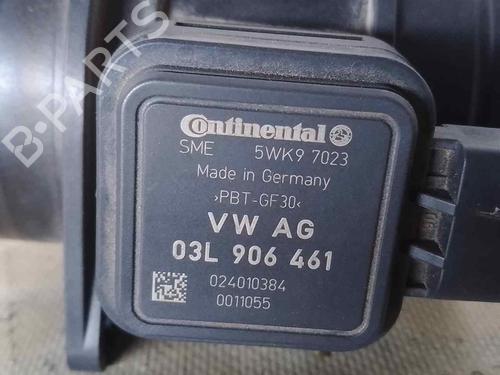 B-PARTS
Continental
SME 5WK9 7023
Made in Germany
>PBT-GF30<
VW AG
03L 906 461
024010384
0011055